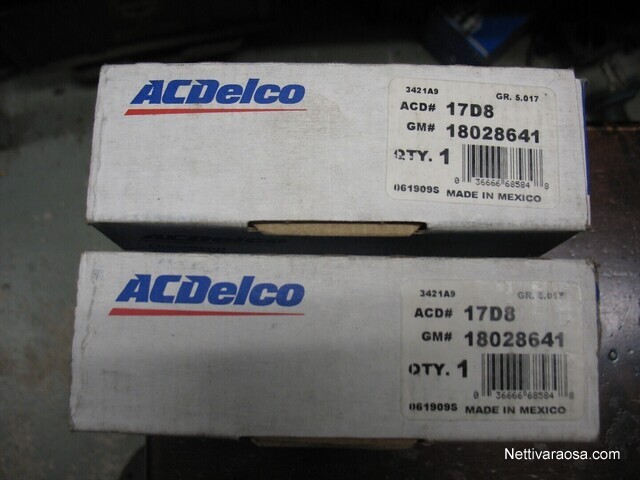 ACDelco
3421A9 GR. 5.017
ACD# 17D8
GM# 18028641
QTY. 1
0 36666 68584 8
061909S MADE IN MEXICO
ACDelco
ACDelco
3421A9 GR. 5.017
ACD# 17D8
GM# 18028641
QTY. 1
0 36666 68584 8
061909S MADE IN MEXICO
Nettivaraosa.com